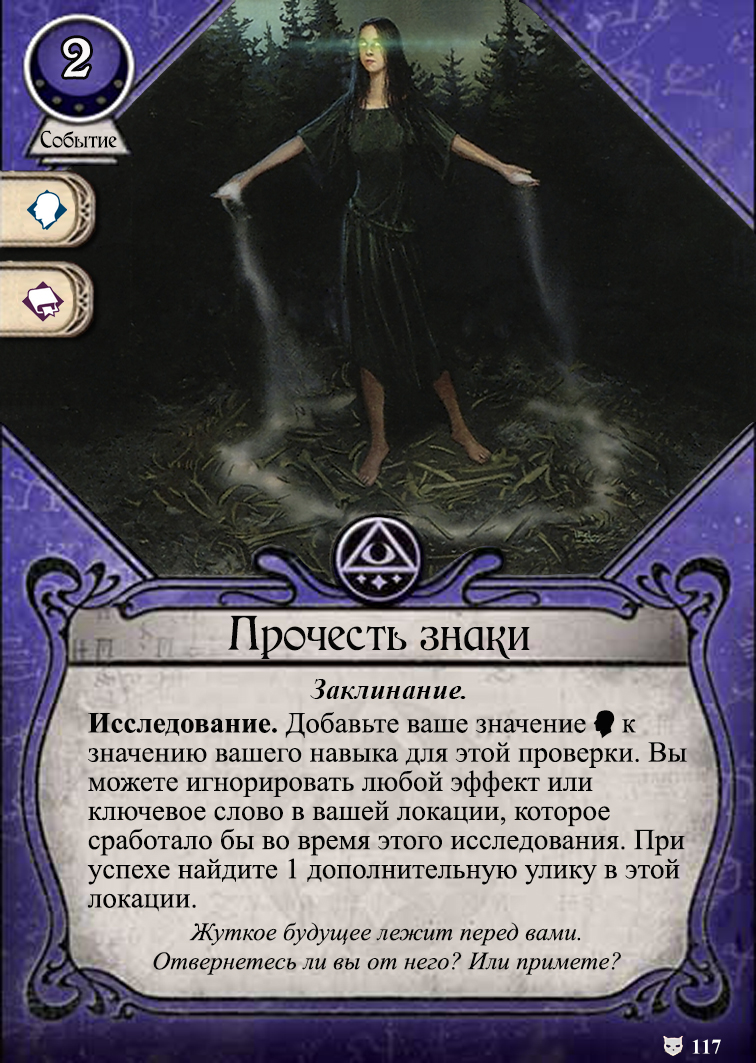 2
Событие
Прочесть знаки
Заклинание.
Исследование. Добавьте ваше значение к
значению вашего навыка для этой проверки. Вы
можете игнорировать любой эффект или
ключевое слово в вашей локации, которое
сработало бы во время этого исследования. При
успехе найдите 1 дополнительную улику в этой
локации.
Жуткое будущее лежит перед вами.
Отвернетесь ли вы от него? Или примете?
117